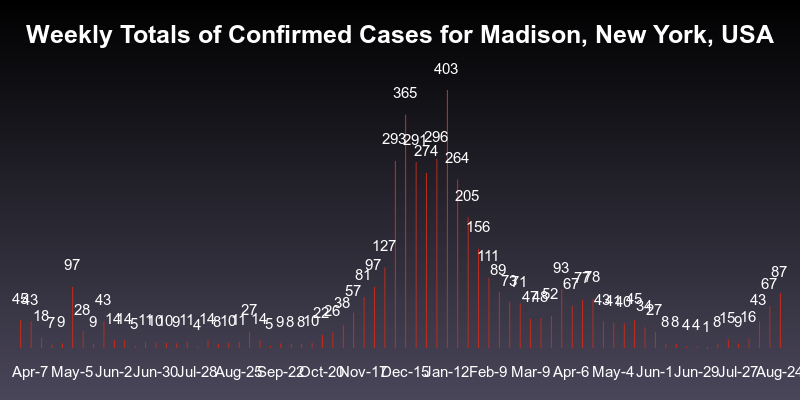 Weekly Totals of Confirmed Cases for Madison, New York, USA
403
365
293 291 296
274 264
205
156
127
111
97 97 93
89 87
81 77 78
73 71
67 67
57
52
45 43 43 47 48 43 41 40 45 43
38 34
28 27 27
22 26
18 14 14 11 10 10 9 11 14 8 10 11 14 15 16
7 9 9 5 4 5 9 8 8 10 8 8 4 4 1 8 9
Apr-7 May-5 Jun-2 Jun-30 Jul-28 Aug-25 Sep-22 Oct-20 Nov-17 Dec-15 Jan-12 Feb-9 Mar-9 Apr-6 May-4 Jun-1 Jun-29 Jul-27 Aug-24